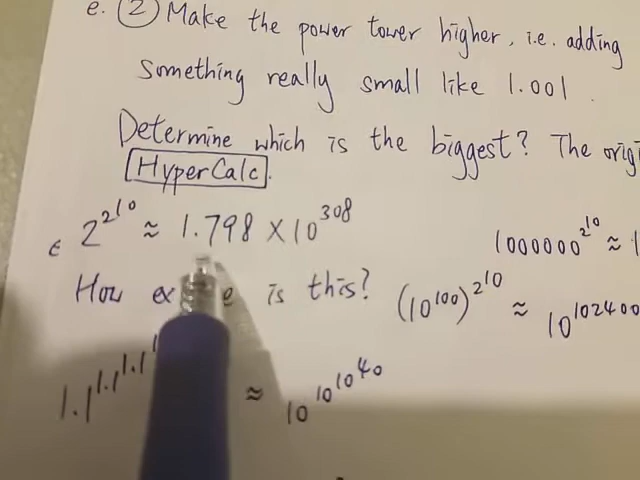 e. ② Make the power tower higher, i.e. adding
something really small like 1.001.
Determine which is the biggest? The
HyperCalc.
2^2^10 ≈ 1.798 × 10^308
1000000^2^10 ≈ 1
How is this?
(10^100)^2^10 ≈ 10^102400
≈ 10^10^10^40